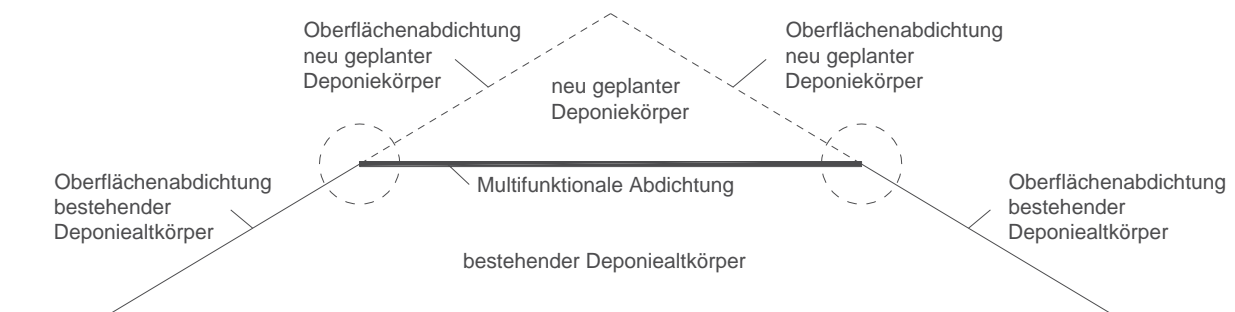 Oberflächenabdichtung
neu geplanter
Deponiekörper
Oberflächenabdichtung
neu geplanter
Deponiekörper
neu geplanter
Deponiekörper
Oberflächenabdichtung
bestehender
Deponiealtkörper
Multifunktionale Abdichtung
Oberflächenabdichtung
bestehender
Deponiealtkörper
bestehender Deponiealtkörper